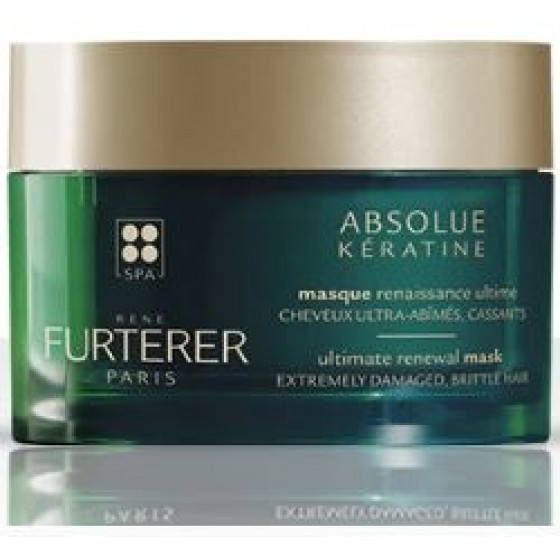 SPA
RENE
FURTERER
PARIS
ABSOLUE
KÉRATINE
masque renaissance ultime
CHEVEUX ULTRA-ABÎMÉS, CASSANTS
ultimate renewal mask
EXTREMELY DAMAGED, BRITTLE HAIR